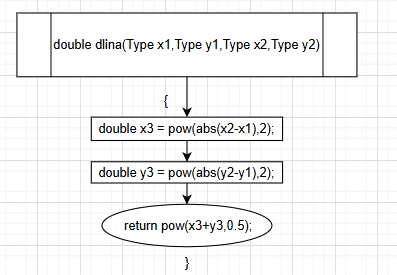 double dlina(Type x1,Type y1,Type x2,Type y2)
{
double x3 = pow(abs(x2-x1),2);
double y3 = pow(abs(y2-y1),2);
return pow(x3+y3,0.5);
}